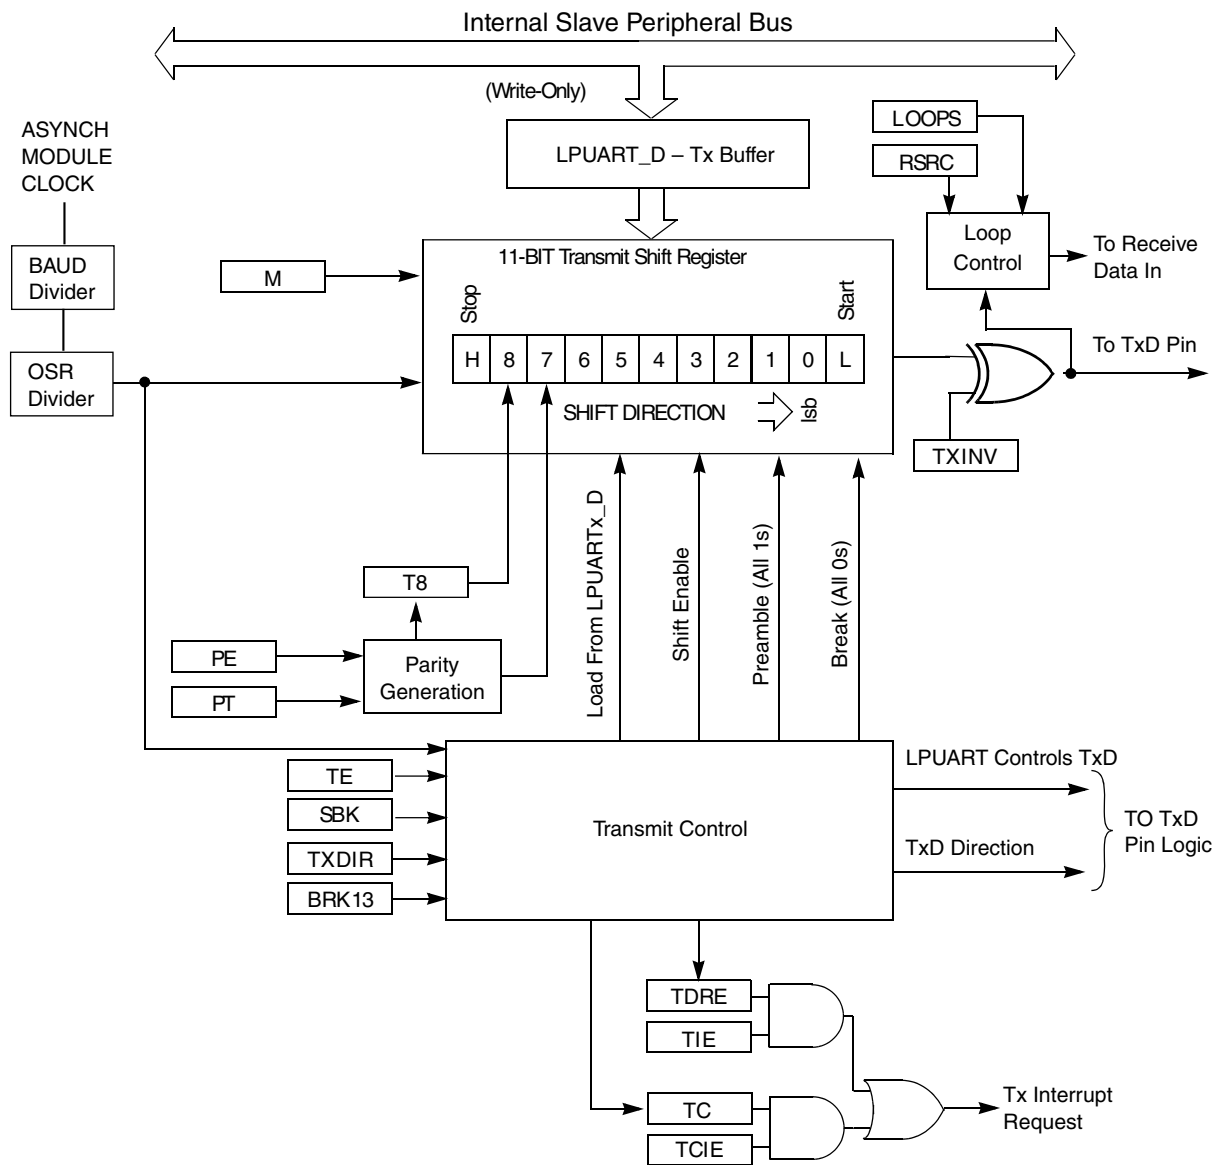 Internal Slave Peripheral Bus
(Write-Only)
LPUART_D – Tx Buffer
ASYNCH
MODULE
CLOCK
BAUD
Divider
OSR
Divider
M
11-BIT Transmit Shift Register
Stop
Start
H 8 7 6 5 4 3 2 1 0 L
SHIFT DIRECTION
lsb
LOOPS
RSRC
Loop
Control
To Receive
Data In
To TxD Pin
TXINV
T8
PE
PT
Parity
Generation
Load From LPUARTx_D
Shift Enable
Preamble (All 1s)
Break (All 0s)
TE
SBK
TXDIR
BRK13
Transmit Control
LPUART Controls TxD
TxD Direction
TO TxD
Pin Logic
TDRE
TIE
TC
TCIE
Tx Interrupt
Request